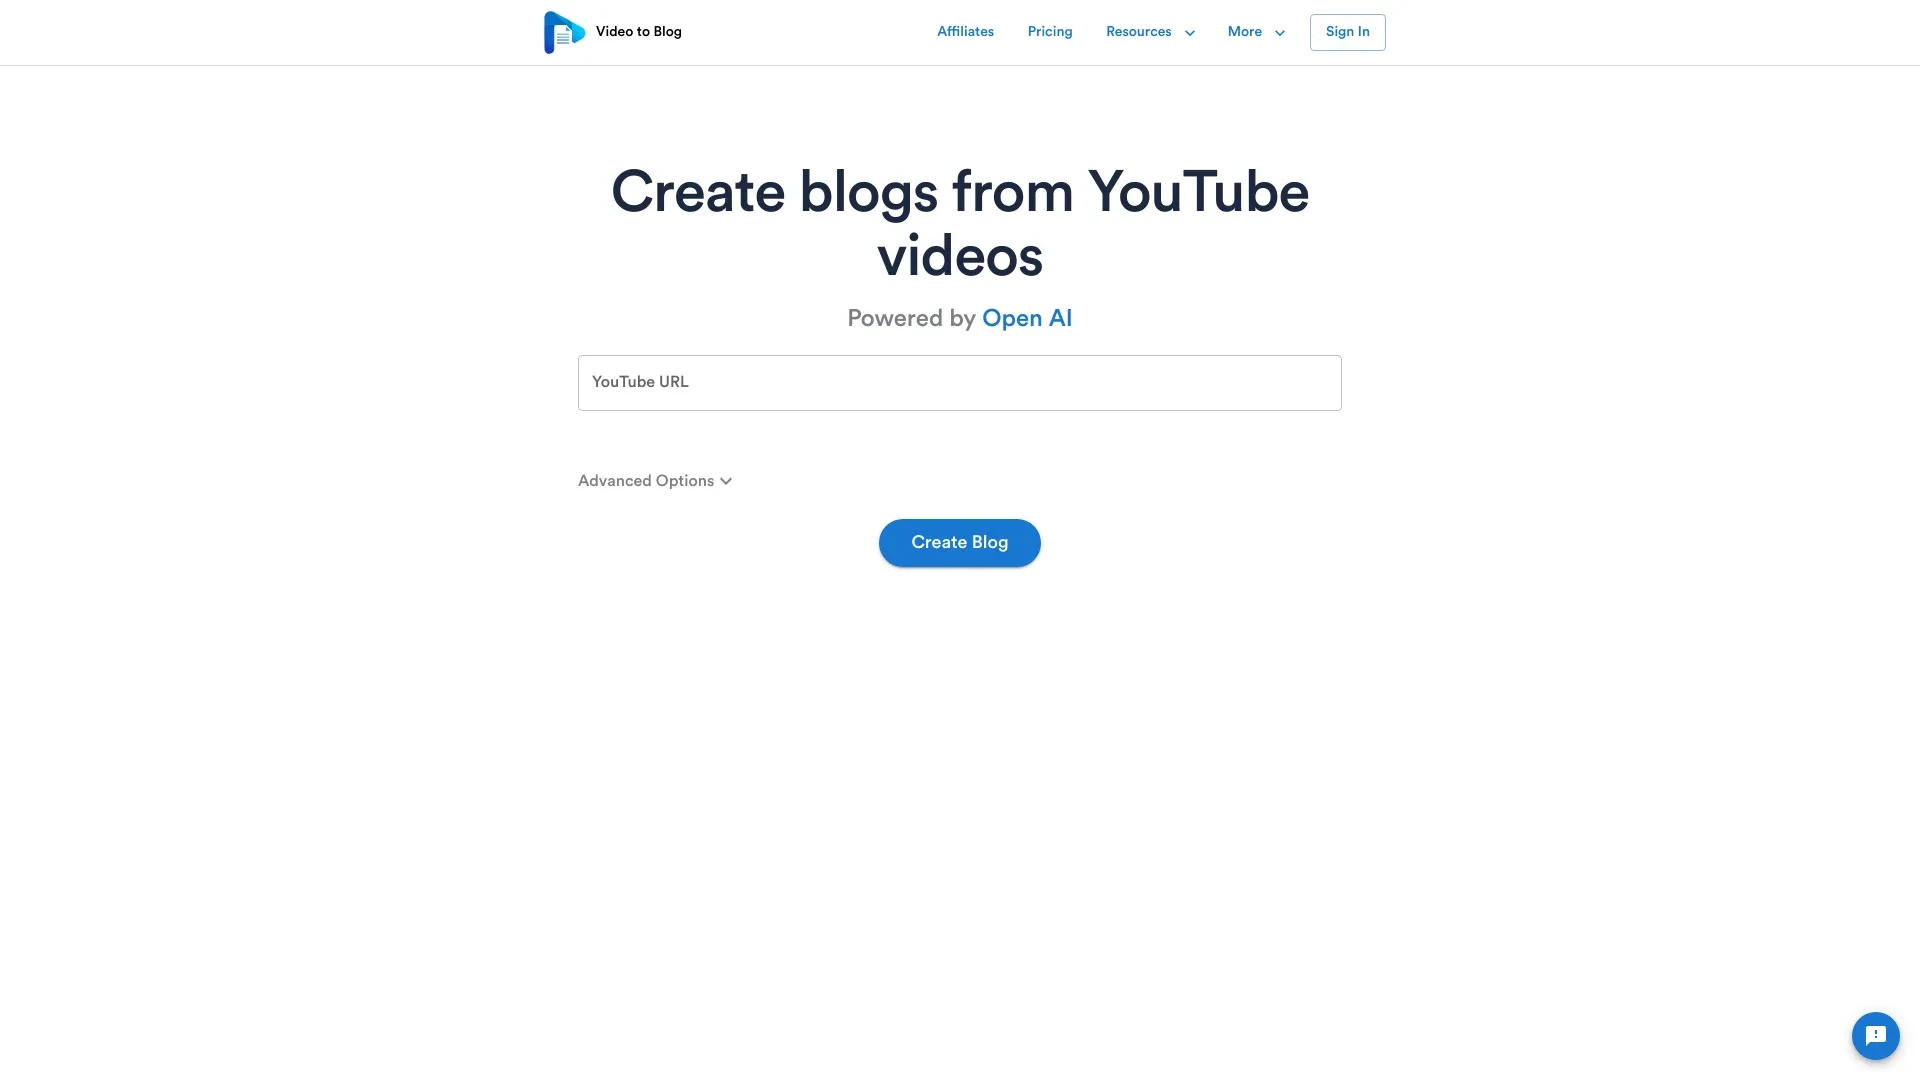 Video to Blog
Affiliates
Pricing
Resources
More
Sign In
Create blogs from YouTube
videos
Powered by Open AI
YouTube URL
Advanced Options
Create Blog